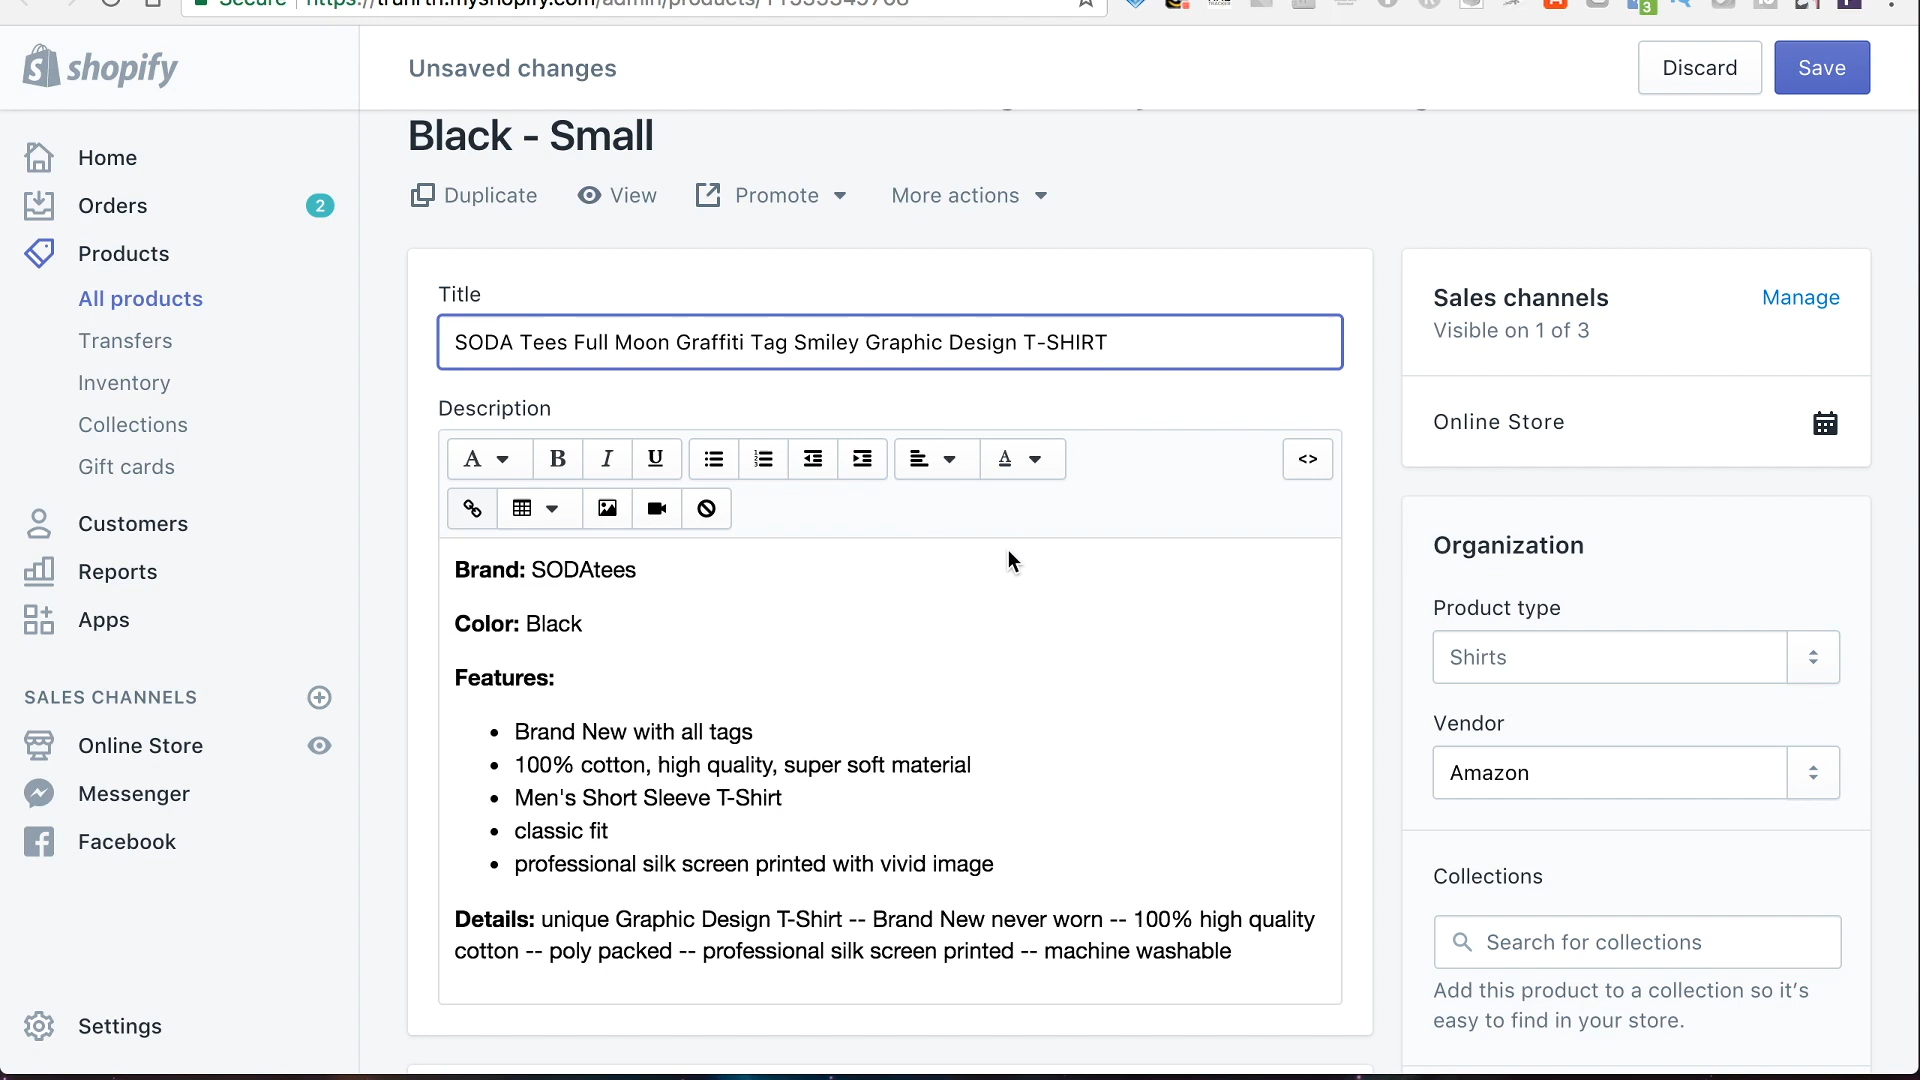 Unsaved changes
Discard
Save
shopify
Black - Small
Duplicate
View
Promote
More actions
Home
Orders
2
Products
All products
Transfers
Inventory
Collections
Gift cards
Customers
Reports
Apps
SALES CHANNELS
Online Store
Messenger
Facebook
Settings
Title
SODA Tees Full Moon Graffiti Tag Smiley Graphic Design T-SHIRT
Description
A
B
I
U
A
<>
Brand: SODAtees
Color: Black
Features:
• Brand New with all tags
• 100% cotton, high quality, super soft material
• Men's Short Sleeve T-Shirt
• classic fit
• professional silk screen printed with vivid image
Details: unique Graphic Design T-Shirt -- Brand New never worn -- 100% high quality
cotton -- poly packed -- professional silk screen printed -- machine washable
Sales channels
Manage
Visible on 1 of 3
Online Store
Organization
Product type
Shirts
Vendor
Amazon
Collections
Search for collections
Add this product to a collection so it's
easy to find in your store.